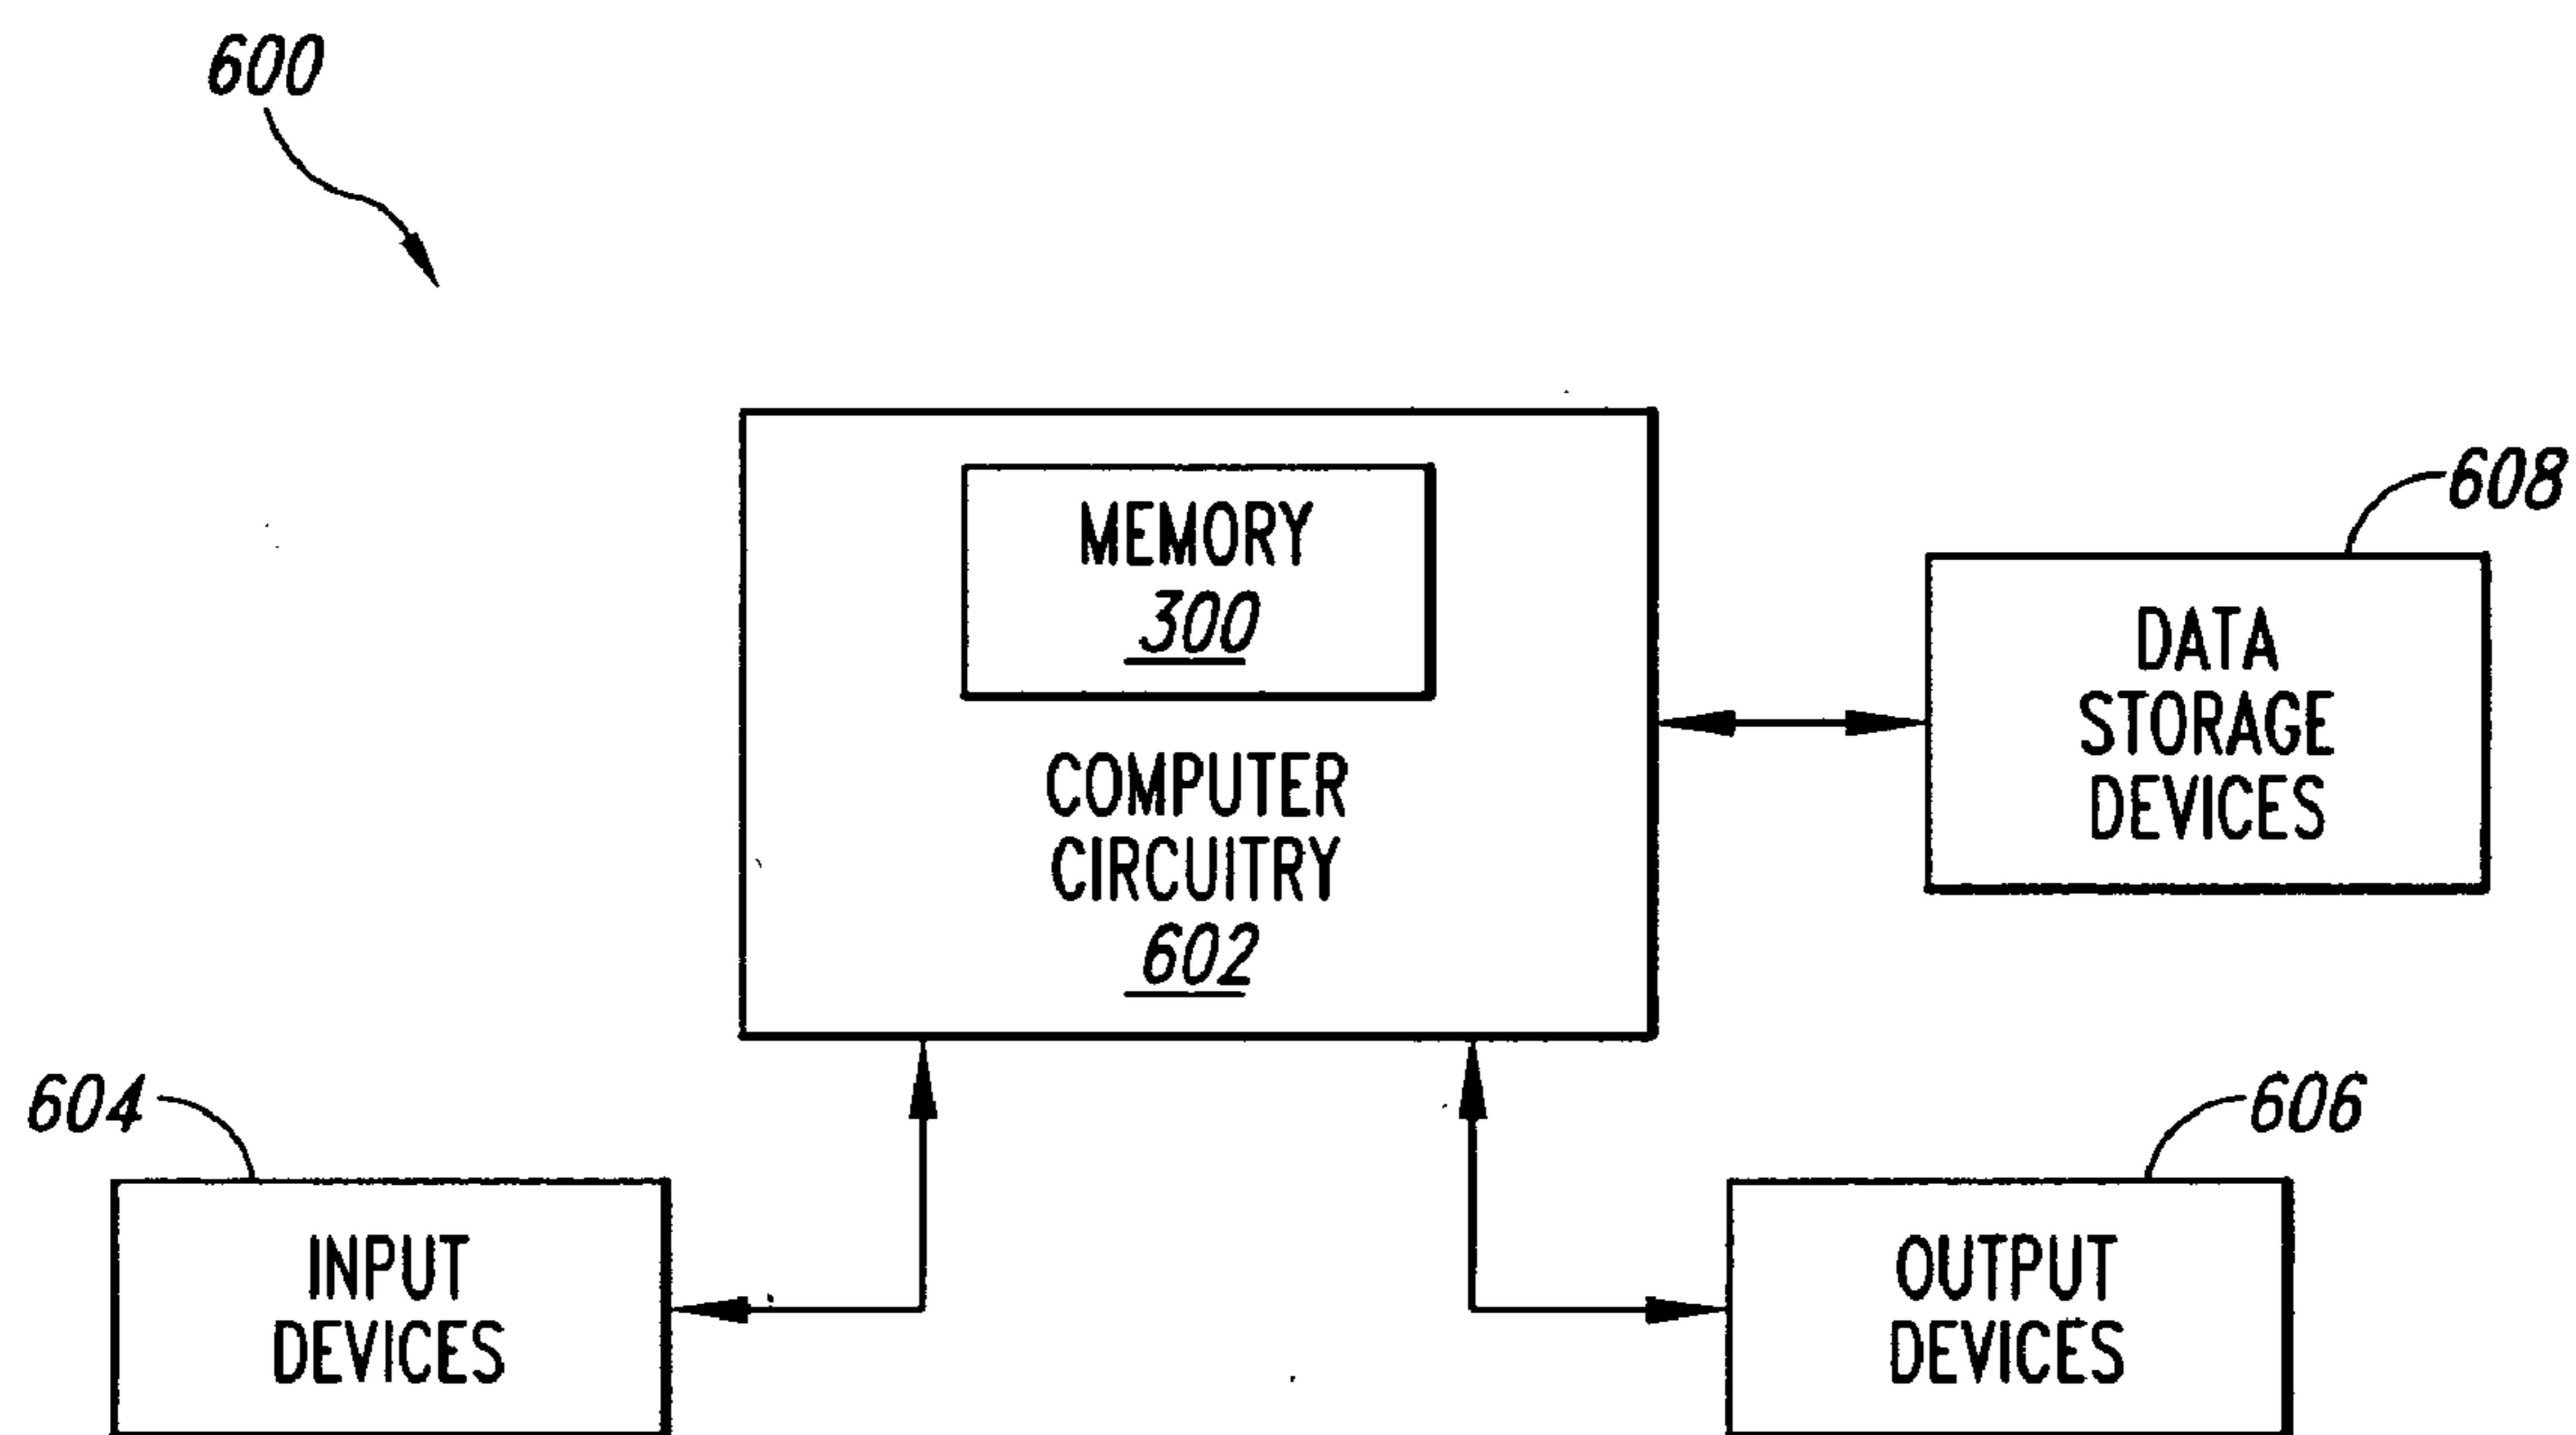 600
MEMORY
300
COMPUTER
CIRCUITRY
602
608
DATA
STORAGE
DEVICES
604
INPUT
DEVICES
606
OUTPUT
DEVICES